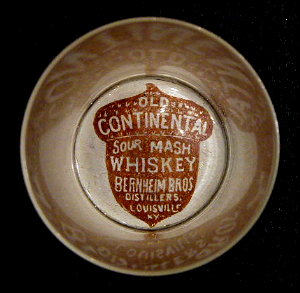 OLD
CONTINENTAL
SOUR MASH
WHISKEY
BERNHEIM BROS
DISTILLERS,
LOUISVILLE
KY.